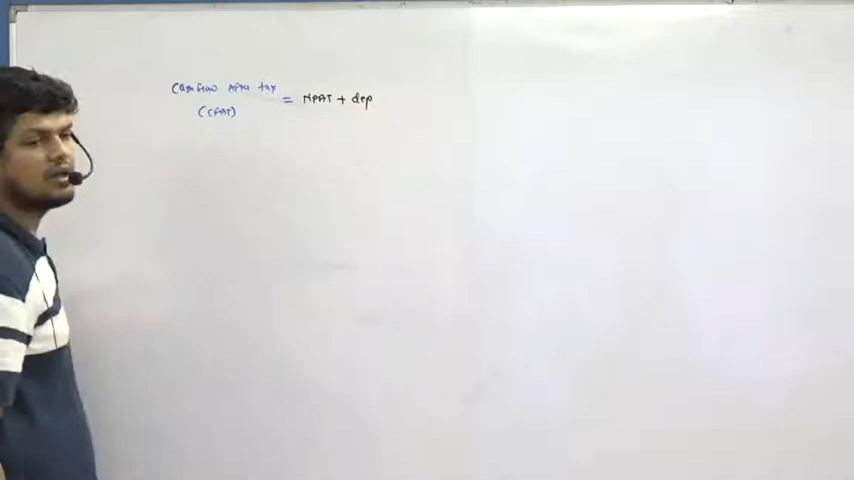 Cash flow After tax
(CFAT) = NPAT + dep